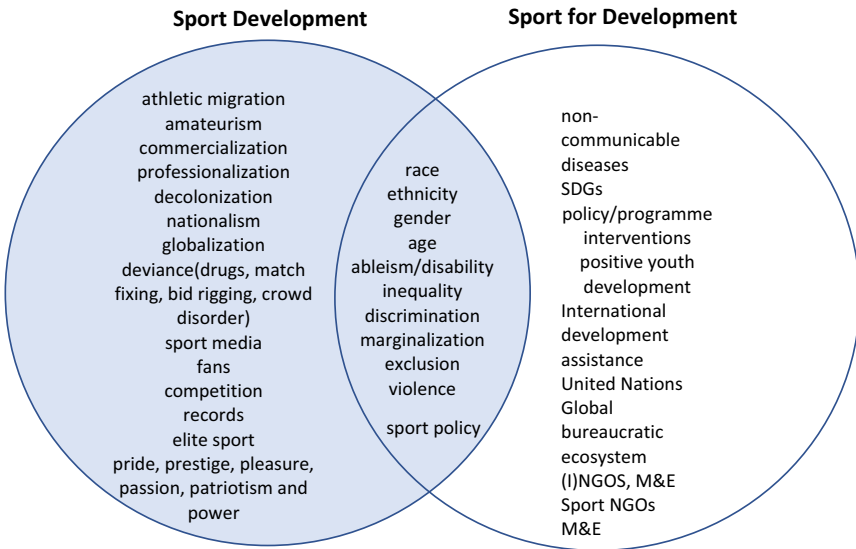 Sport Development
Sport for Development
athletic migration
amateurism
commercialization
professionalization
decolonization
nationalism
globalization
deviance(drugs, match
fixing, bid rigging, crowd
disorder)
sport media
fans
competition
records
elite sport
pride, prestige, pleasure,
passion, patriotism and
power
race
ethnicity
gender
age
ableism/disability
inequality
discrimination
marginalization
exclusion
violence
sport policy
non-
communicable
diseases
SDGs
policy/programme
interventions
positive youth
development
International
development
assistance
United Nations
Global
bureaucratic
ecosystem
(I)NGOS, M&E
Sport NGOs
M&E